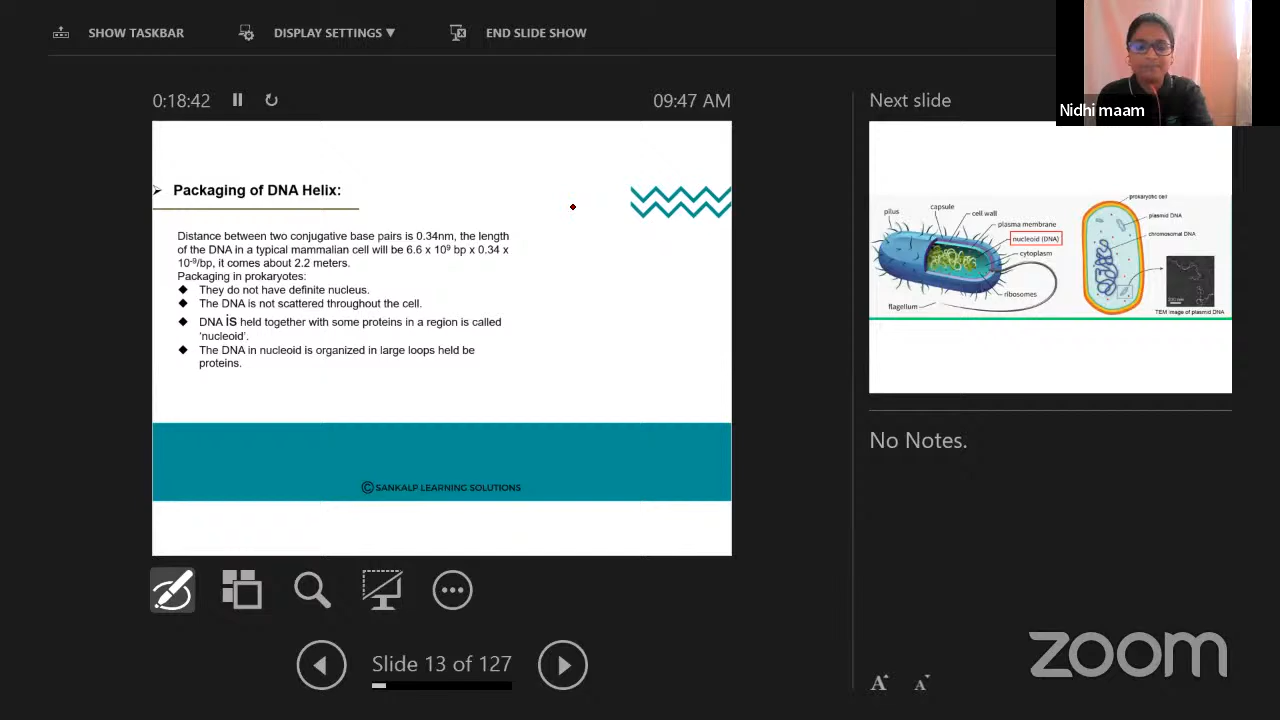 SHOW TASKBAR
DISPLAY SETTINGS ▼
END SLIDE SHOW
0:18:42
09:47 AM
Next slide
Nidhi maam
Packaging of DNA Helix:
Distance between two conjugative base pairs is 0.34nm, the length
of the DNA in a typical mammalian cell will be 6.6 x 10⁹ bp x 0.34 x
10⁻⁹/bp, it comes about 2.2 meters.
Packaging in prokaryotes:
◆ They do not have definite nucleus.
◆ The DNA is not scattered throughout the cell.
◆ DNA is held together with some proteins in a region is called
‘nucleoid’.
◆ The DNA in nucleoid is organized in large loops held be
proteins.
© SANKALP LEARNING SOLUTIONS
pilus
capsule
cell wall
plasma membrane
nucleoid (DNA)
cytoplasm
ribosomes
flagellum
prokaryotic cell
plasmid DNA
chromosomal DNA
TEM image of plasmid DNA
No Notes.
Slide 13 of 127
A A
zoom